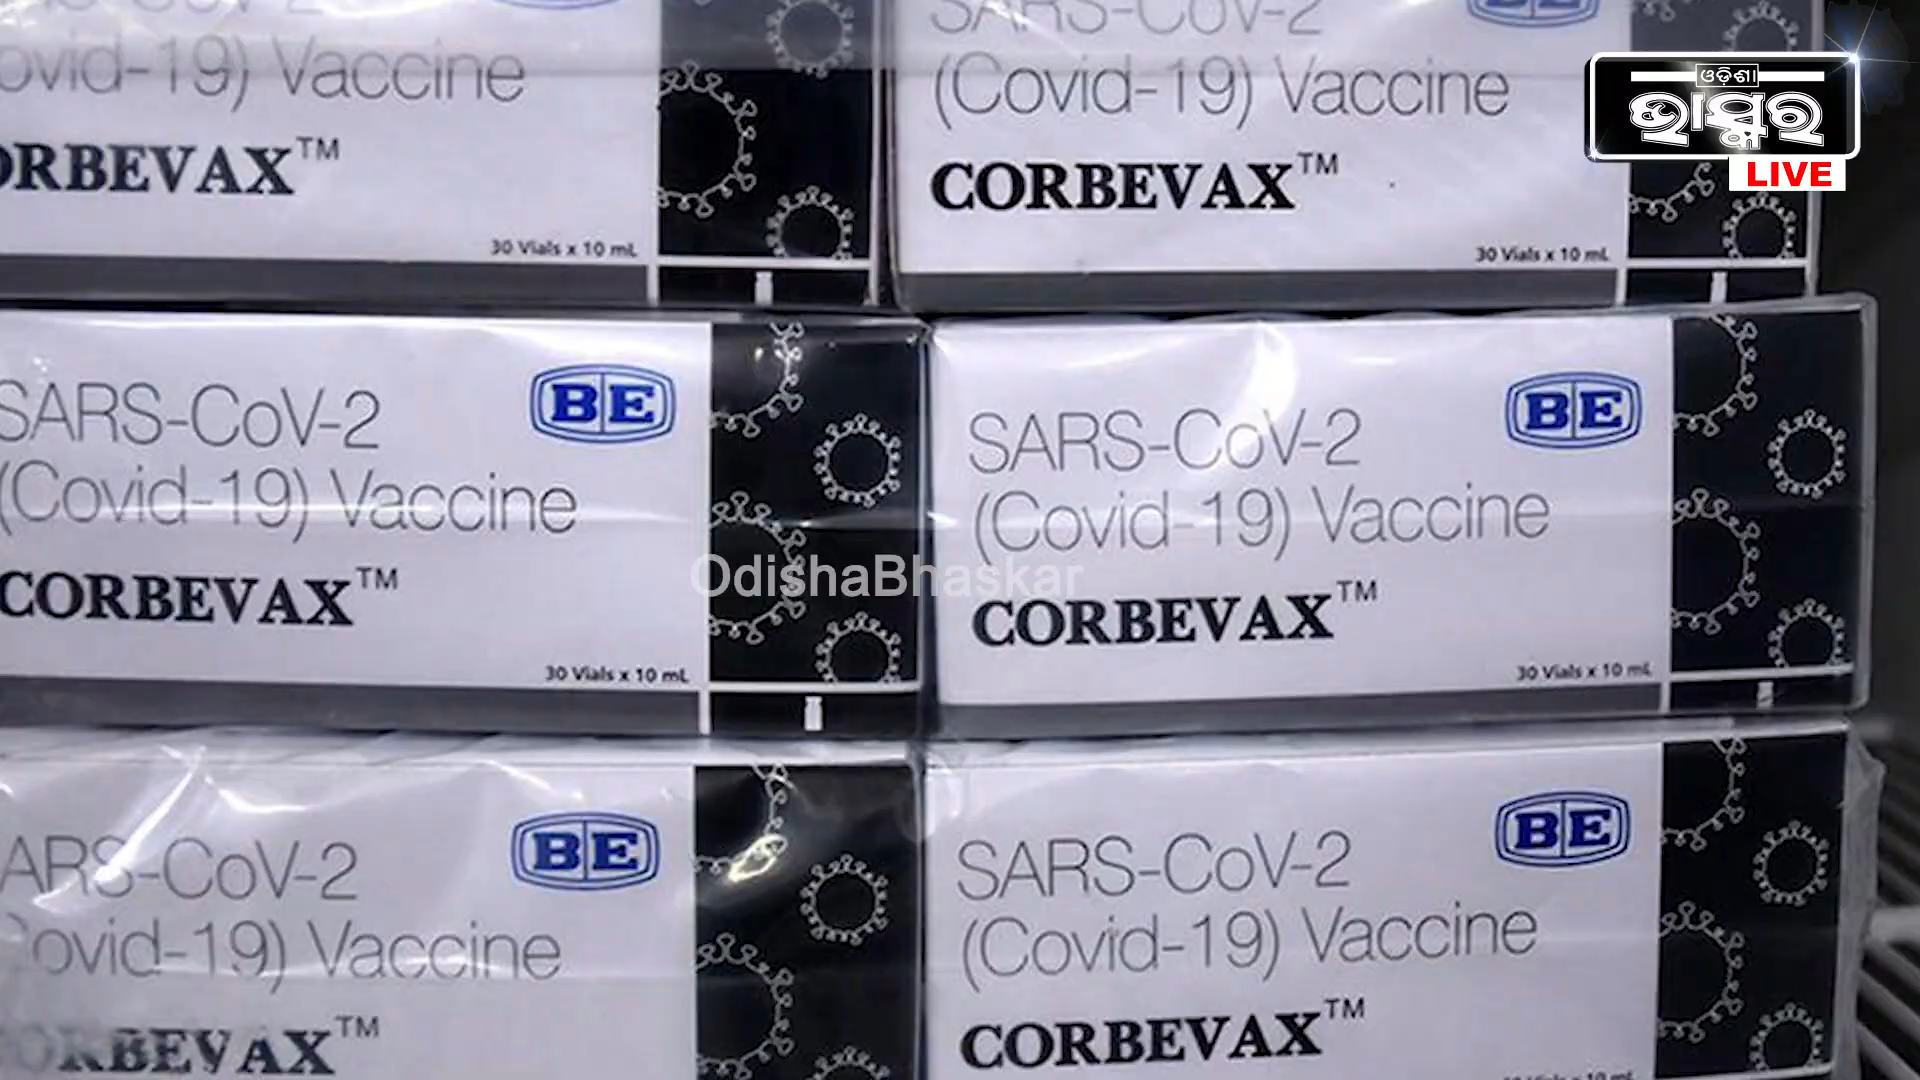 (Covid-19) Vaccine
ORBEVAX™
30 Vials x 10 mL
SARS-CoV-2
BE
(Covid-19) Vaccine
CORBEVAX™
30 Vials x 10 mL
ଓଡ଼ିଶା
ଭାସ୍କର
LIVE
SARS-CoV-2
BE
(Covid-19) Vaccine
CORBEVAX™
30 Vials x 10 mL
SARS-CoV-2
BE
(Covid-19) Vaccine
CORBEVAX™
30 Vials x 10 mL
OdishaBhaskar
ARS-CoV-2
BE
ovid-19) Vaccine
ORBEVAX™
SARS-CoV-2
BE
(Covid-19) Vaccine
CORBEVAX™